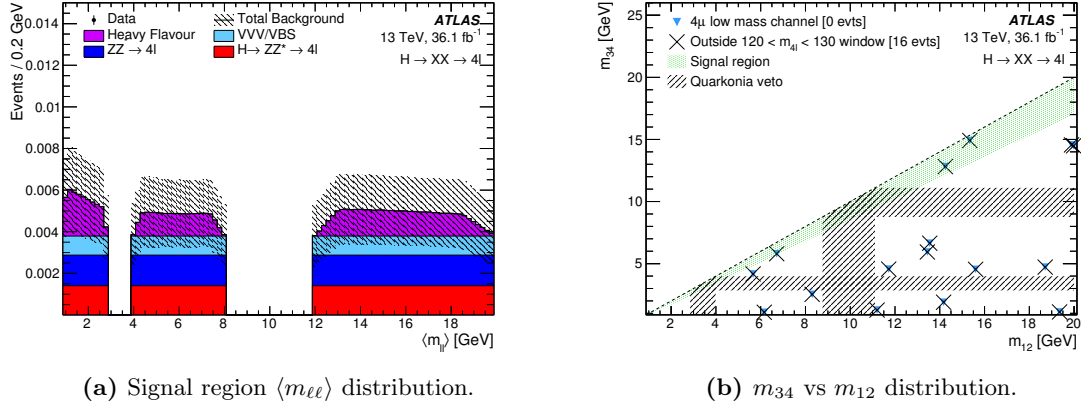 Events / 0.2 GeV
0.014
0.012
0.01
0.008
0.006
0.004
0.002
Data
Total Background
Heavy Flavour
VVV/VBS
ZZ → 4l
H→ ZZ* → 4l
ATLAS
13 TeV, 36.1 fb⁻¹
H → XX → 4l
2 4 6 8 10 12 14 16 18
⟨m_ll⟩ [GeV]
(a) Signal region ⟨m_ℓℓ⟩ distribution.
m_34 [GeV]
25
20
15
10
5
4μ low mass channel [0 evts]
Outside 120 < m_4l < 130 window [16 evts]
Signal region
Quarkonia veto
ATLAS
13 TeV, 36.1 fb⁻¹
H → XX → 4l
2 4 6 8 10 12 14 16 18 20
m_12 [GeV]
(b) m_34 vs m_12 distribution.